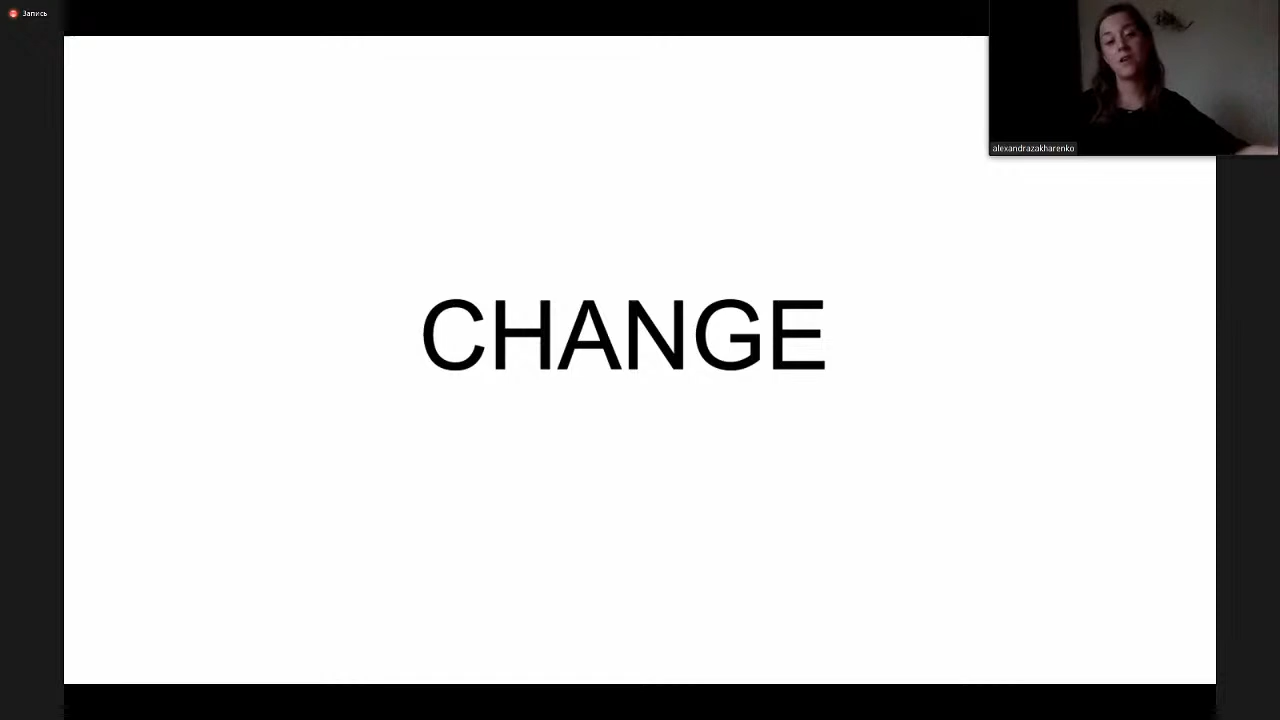 Запись
alexandrazakharenko
CHANGE